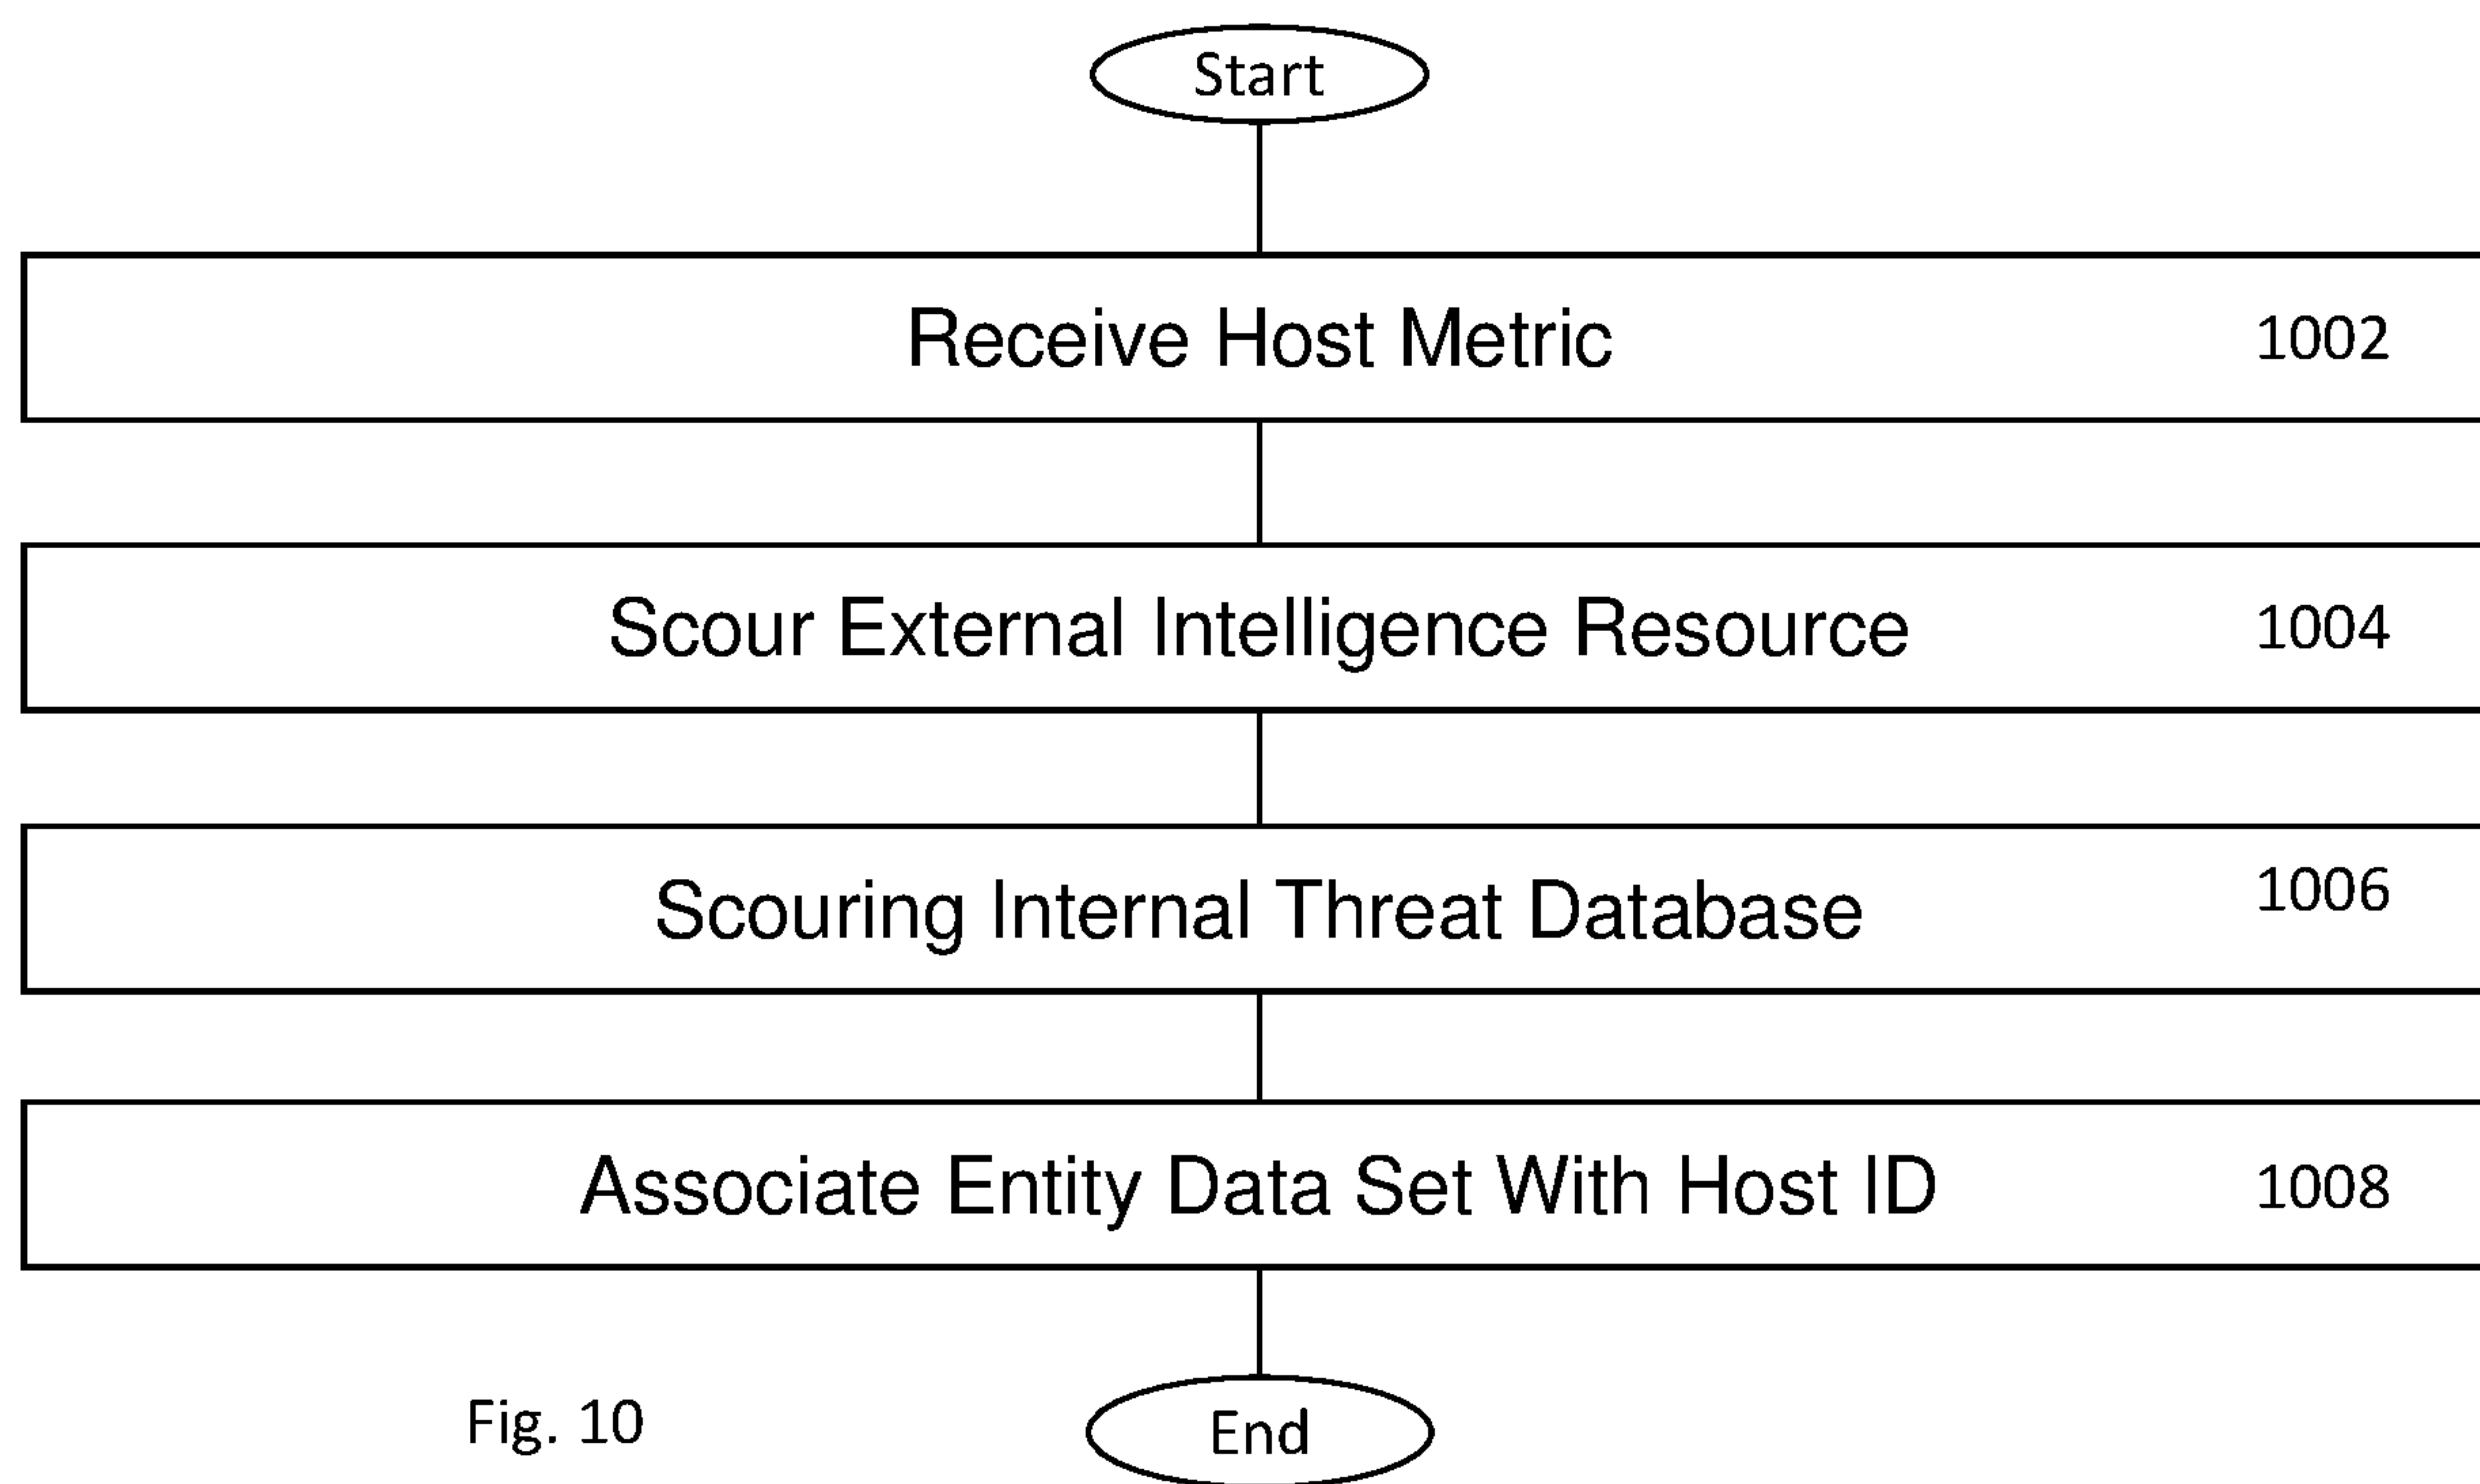 Start
Receive Host Metric 1002
Scour External Intelligence Resource 1004
Scouring Internal Threat Database 1006
Associate Entity Data Set With Host ID 1008
Fig. 10
End